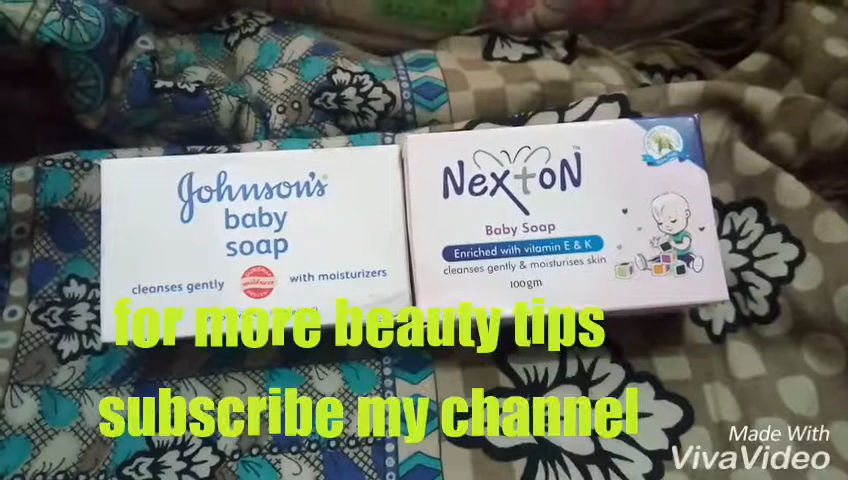 Johnson's
baby
soap
cleanses gently
mildness
with moisturizers
NexToN
Baby Soap
Enriched with vitamin E & K
cleanses gently & moisturises skin
100gm
for more beauty tips
subscribe my channel
Made With
VivaVideo